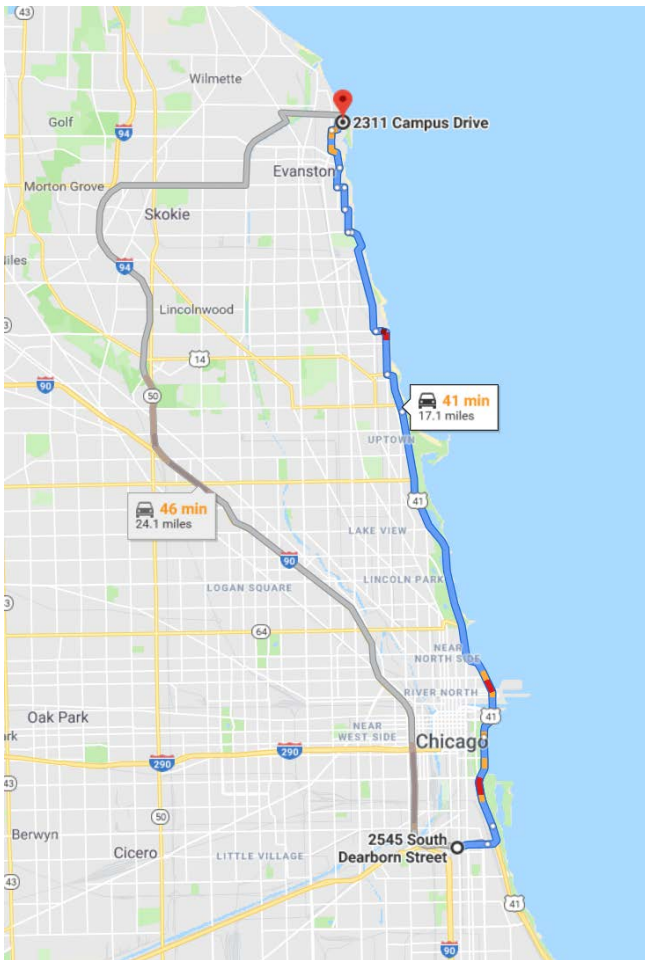 43
41
Wilmette
2311 Campus Drive
Golf
94
Evanston
Morton Grove
Skokie
94
Lincolnwood
14
90
50
41 min
17.1 miles
UPTOWN
46 min
24.1 miles
41
LAKE VIEW
90
LOGAN SQUARE
LINCOLN PARK
64
NEAR
NORTH SIDE
RIVER NORTH
Oak Park
NEAR
WEST SIDE
41
Chicago
290
290
43
50
Berwyn
Cicero
LITTLE VILLAGE
2545 South
Dearborn Street
43
41
90